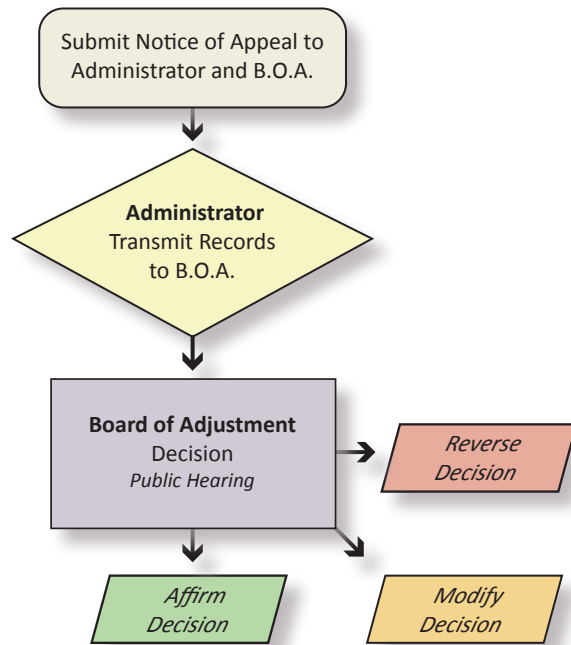 Submit Notice of Appeal to
Administrator and B.O.A.
Administrator
Transmit Records
to B.O.A.
Board of Adjustment
Decision
Public Hearing
Reverse
Decision
Affirm
Decision
Modify
Decision